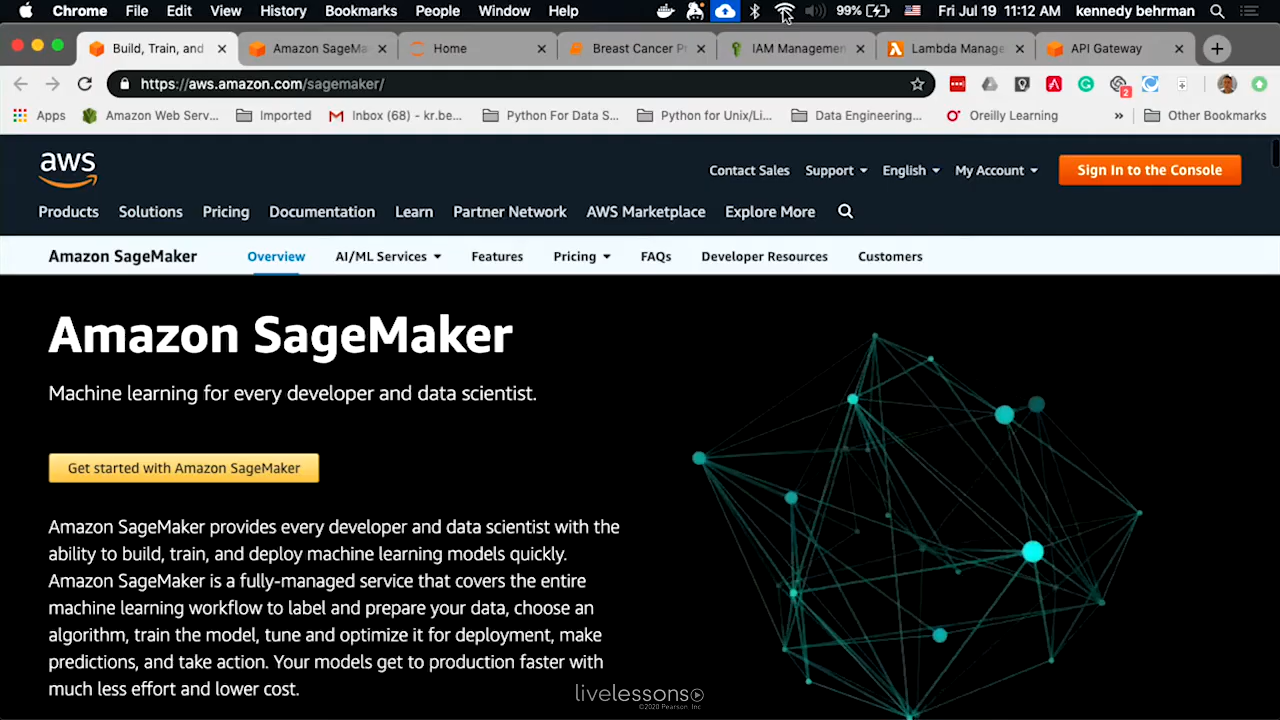 Chrome File Edit View History Bookmarks People Window Help 99% Fri Jul 19 11:12 AM kennedy behrman
Build, Train, and Amazon SageMa Home Breast Cancer P IAM Managemen Lambda Manage API Gateway
https://aws.amazon.com/sagemaker/ 2
Apps Amazon Web Serv... Imported Inbox (68) - kr.be... Python For Data S... Python for Unix/Li... Data Engineering... Oreilly Learning » Other Bookmarks
aws Contact Sales Support English My Account Sign In to the Console
Products Solutions Pricing Documentation Learn Partner Network AWS Marketplace Explore More
Amazon SageMaker Overview AI/ML Services Features Pricing FAQs Developer Resources Customers
Amazon SageMaker
Machine learning for every developer and data scientist.
Get started with Amazon SageMaker
Amazon SageMaker provides every developer and data scientist with the
ability to build, train, and deploy machine learning models quickly.
Amazon SageMaker is a fully-managed service that covers the entire
machine learning workflow to label and prepare your data, choose an
algorithm, train the model, tune and optimize it for deployment, make
predictions, and take action. Your models get to production faster with
much less effort and lower cost.
livelessons
©2020 Pearson, Inc